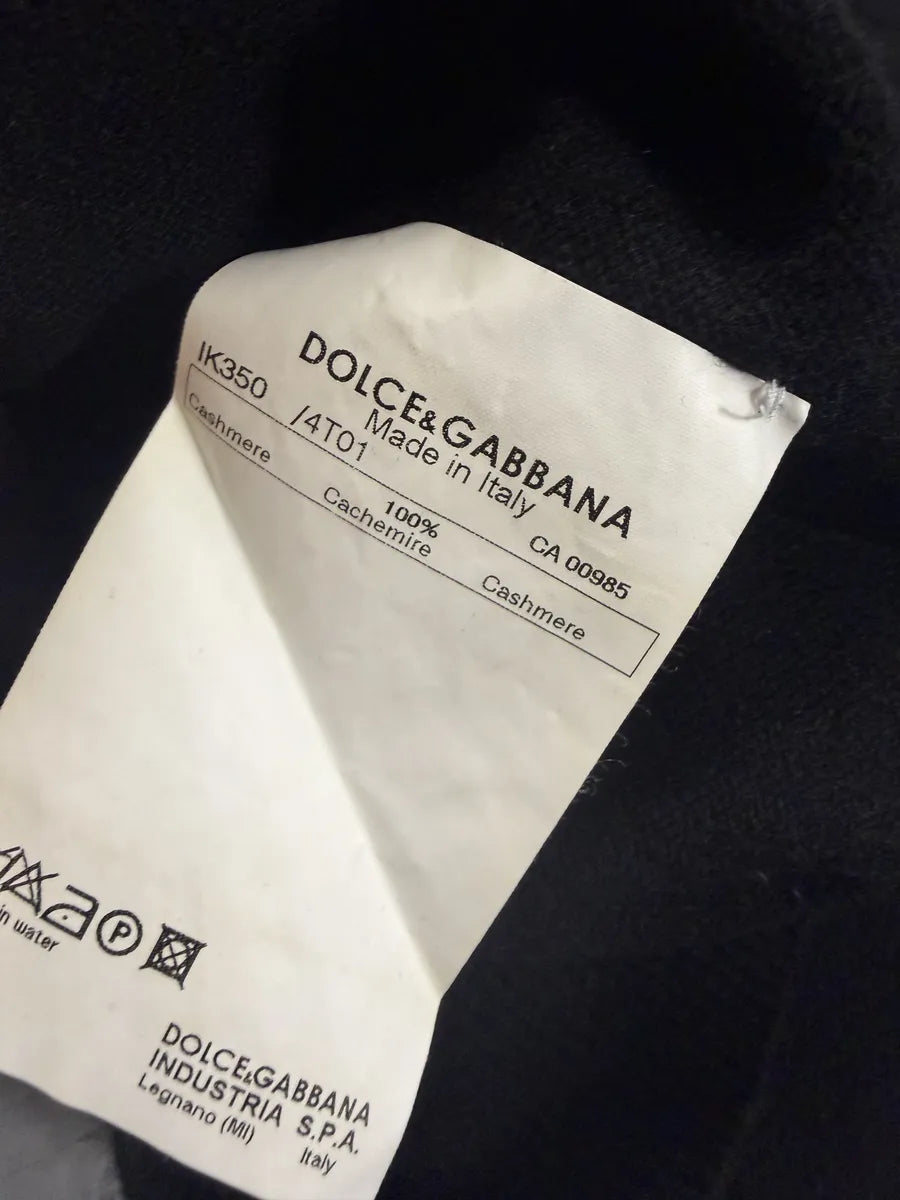 DOLCE&GABBANA
Made in Italy
IK350 /4T01 CA 00985
100%
Cashmere Cachemire Cashmere
P
in water
DOLCE&GABBANA
INDUSTRIA S.P.A.
Legnano (MI)
Italy